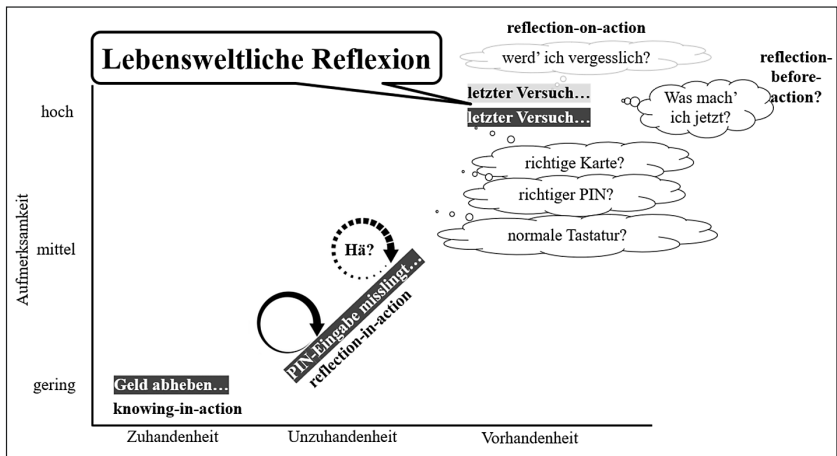 reflection-on-action
werd' ich vergesslich?
Lebensweltliche Reflexion
reflection-
before-
action?
letzter Versuch…
letzter Versuch…
Was mach'
ich jetzt?
hoch
richtige Karte?
richtiger PIN?
normale Tastatur?
Aufmerksamkeit
mittel
Hä?
PIN-Eingabe misslingt…
reflection-in-action
gering
Geld abheben…
knowing-in-action
Zuhandenheit
Unzuhandenheit
Vorhandenheit